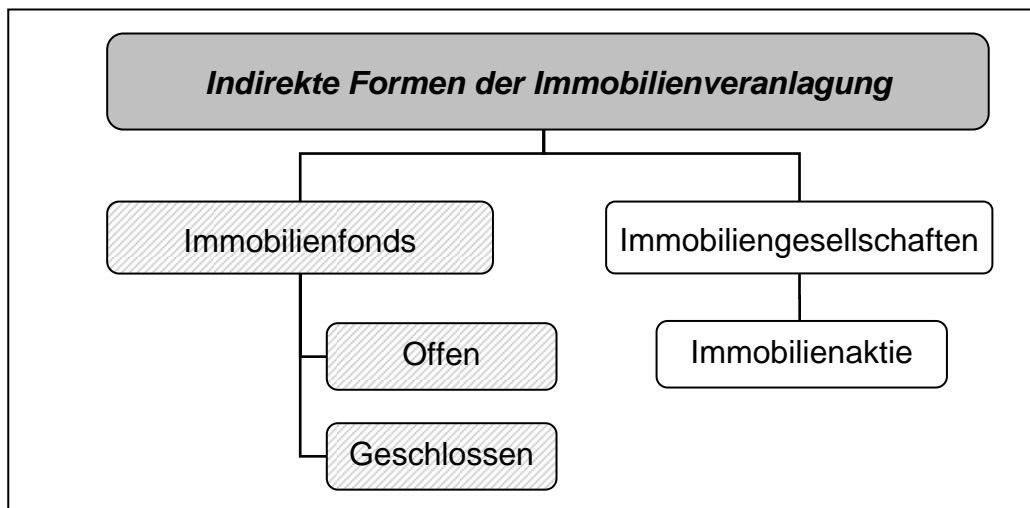 Indirekte Formen der Immobilienveranlagung
Immobilienfonds
Immobiliengesellschaften
Offen
Immobilienaktie
Geschlossen